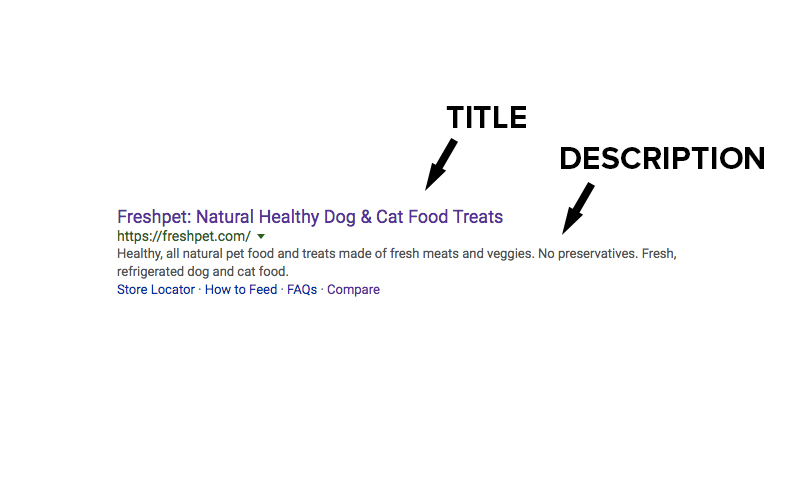 TITLE
DESCRIPTION
Freshpet: Natural Healthy Dog & Cat Food Treats
https://freshpet.com/
Healthy, all natural pet food and treats made of fresh meats and veggies. No preservatives. Fresh,
refrigerated dog and cat food.
Store Locator · How to Feed · FAQs · Compare